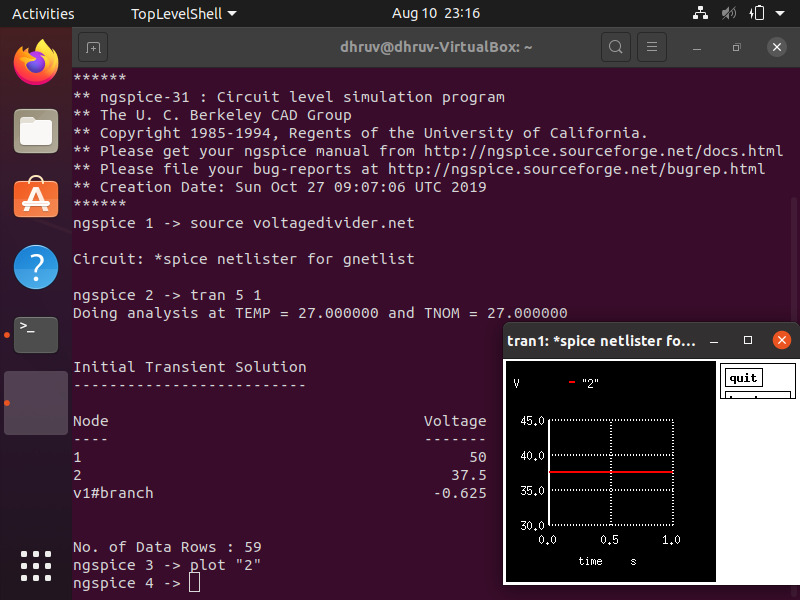 Activities TopLevelShell Aug 10 23:16
dhruv@dhruv-VirtualBox: ~
******
** ngspice-31 : Circuit level simulation program
** The U. C. Berkeley CAD Group
** Copyright 1985-1994, Regents of the University of California.
** Please get your ngspice manual from http://ngspice.sourceforge.net/docs.html
** Please file your bug-reports at http://ngspice.sourceforge.net/bugrep.html
** Creation Date: Sun Oct 27 09:07:06 UTC 2019
******
ngspice 1 -> source voltagedivider.net
Circuit: *spice netlister for gnetlist
ngspice 2 -> tran 5 1
Doing analysis at TEMP = 27.000000 and TNOM = 27.000000
Initial Transient Solution
--------------------------
Node Voltage
---- -------
1 50
2 37.5
v1#branch -0.625
No. of Data Rows : 59
ngspice 3 -> plot "2"
ngspice 4 ->
tran1: *spice netlister fo...
V "2"
quit
45.0
40.0
35.0
30.0
0.0 0.5 1.0
time s